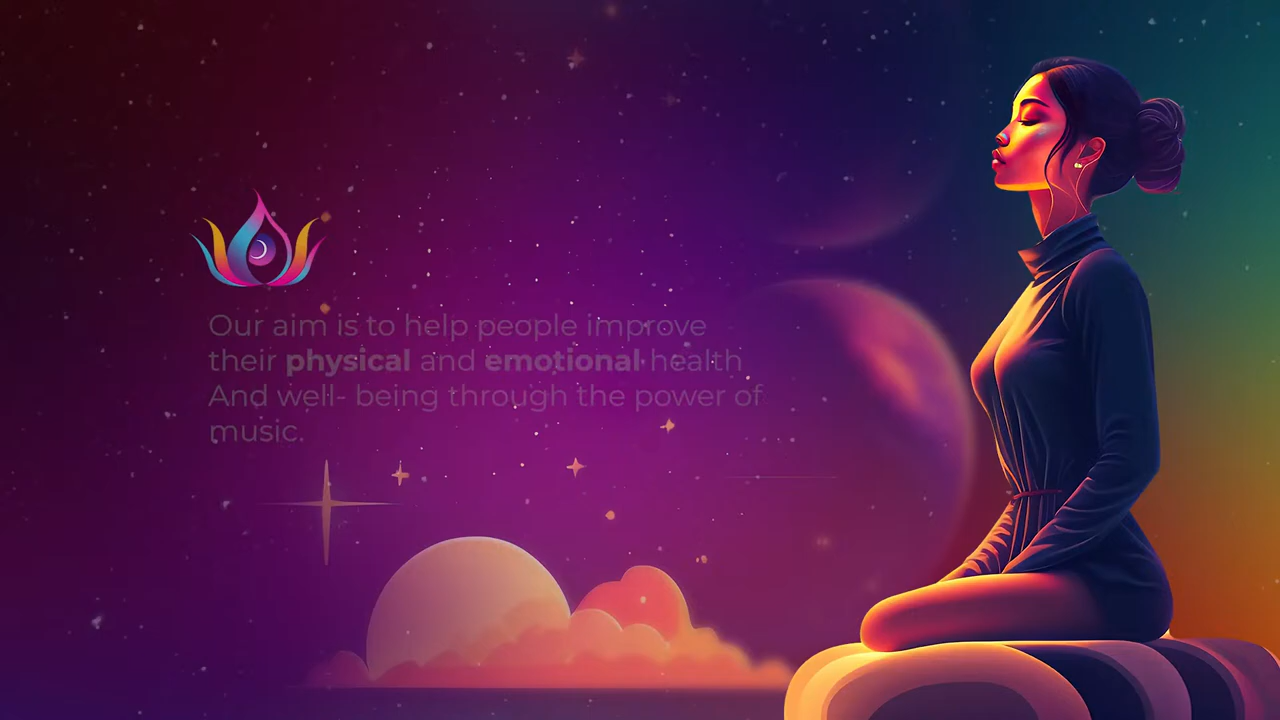 Our aim is to help people improve
their physical and emotional health
And well- being through the power of
music.